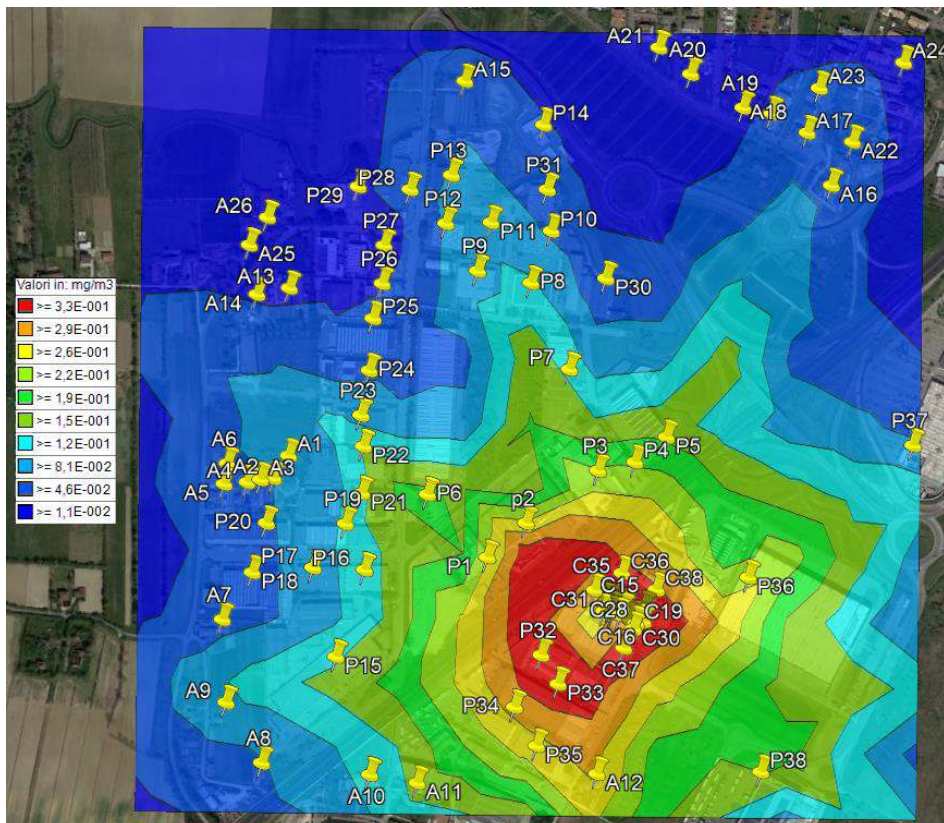 A21
A20
A24
A15
A23
A19
A18
A17
P14
A22
P13
P31
P28
A16
P29
P12
A26
P11
P10
P27
A25
P9
P26
P8
P30
A13
A14
Valori in: mg/m3
>= 3,3E-001
>= 2,9E-001
>= 2,6E-001
>= 2,2E-001
>= 1,9E-001
>= 1,5E-001
>= 1,2E-001
>= 8,1E-002
>= 4,6E-002
>= 1,1E-002
P25
P7
P24
P23
P37
A6
A1
P22
P3
P4
P5
A4
A2
A3
A5
P19
P21
P6
p2
P20
P17
P16
P1
C35
C36
P18
C15
C38
P36
C31
A7
C28
C19
P32
C16
C30
P15
C37
P33
A9
P34
P35
A8
P38
A10
A11
A12